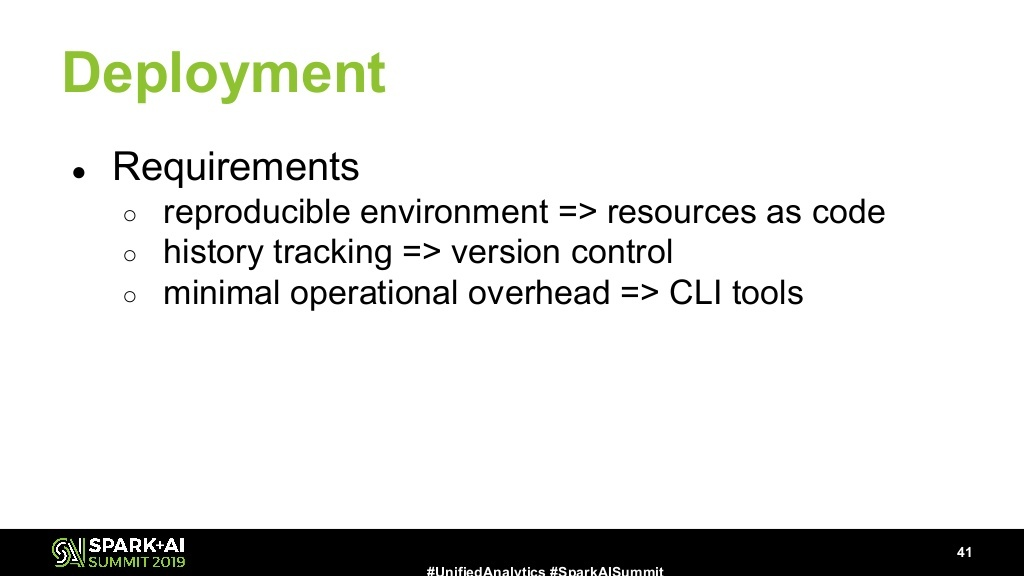 Deployment
● Requirements
○ reproducible environment => resources as code
○ history tracking => version control
○ minimal operational overhead => CLI tools
SPARK+AI
SUMMIT 2019
41
#UnifiedAnalytics #SparkAISummit